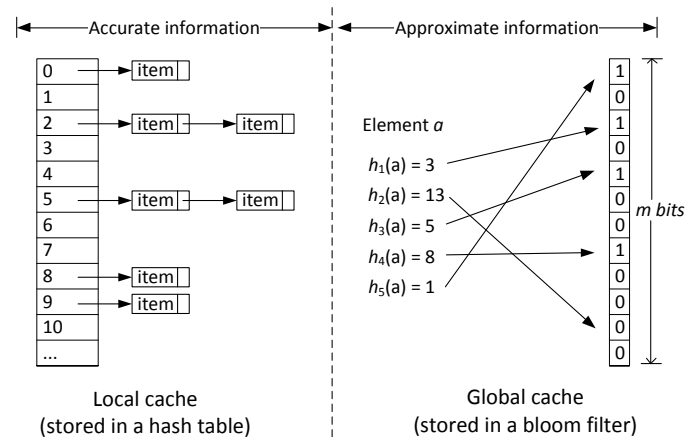 Accurate information
0 item
1
2 item item
3
4
5 item item
6
7
8 item
9 item
10
...
Local cache
(stored in a hash table)
Approximate information
Element a
h₁(a) = 3
h₂(a) = 13
h₃(a) = 5
h₄(a) = 8
h₅(a) = 1
1
0
1
0
1
0
0
1
0
0
0
0
m bits
Global cache
(stored in a bloom filter)